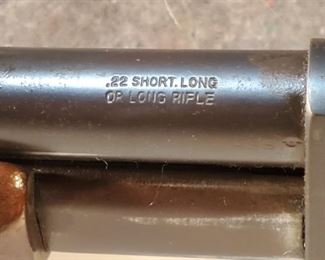 .22 SHORT. LONG
OR LONG RIFLE